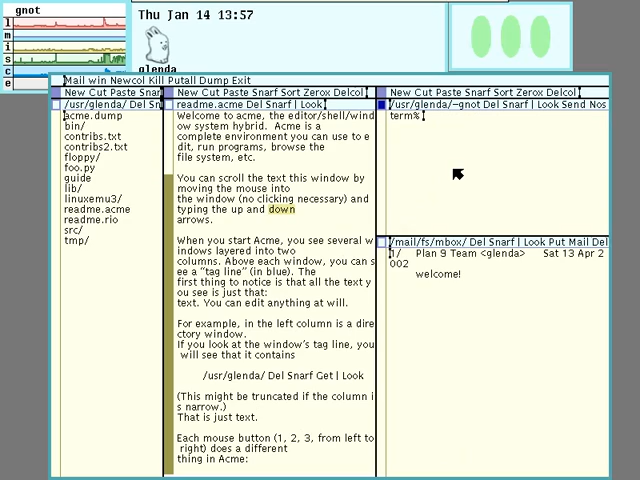 gnot
l
m
i
s
c
e
Thu Jan 14 13:57
glenda
Mail win Newcol Kill Putall Dump Exit
New Cut Paste Snar
/usr/glenda/ Del Sn
acme.dump
bin/
contribs.txt
contribs2.txt
floppy/
foo.py
guide
lib/
linuxemu3/
readme.acme
readme.rio
src/
tmp/
New Cut Paste Snarf Sort Zerox Delcol
readme.acme Del Snarf | Look
Welcome to acme, the editor/shell/wind
ow system hybrid.  Acme is a
complete environment you can use to e
dit, run programs, browse the
file system, etc.
You can scroll the text this window by
moving the mouse into
the window (no clicking necessary) and
typing the up and down
arrows.
When you start Acme, you see several w
indows layered into two
columns. Above each window, you can s
ee a “tag line” (in blue). The
first thing to notice is that all the text y
ou see is just that:
text. You can edit anything at will.
For example, in the left column is a dire
ctory window.
If you look at the window's tag line, you
will see that it contains
/usr/glenda/ Del Snarf Get | Look
(This might be truncated if the column i
s narrow.)
That is just text.
Each mouse button (1, 2, 3, from left to
right) does a different
thing in Acme:
New Cut Paste Snarf Sort Zerox Delcol
/usr/glenda/-gnot Del Snarf | Look Send Nos
term%
/mail/fs/mbox/ Del Snarf | Look Put Mail Del
1/ Plan 9 Team <glenda> Sat 13 Apr 2
002
welcome!